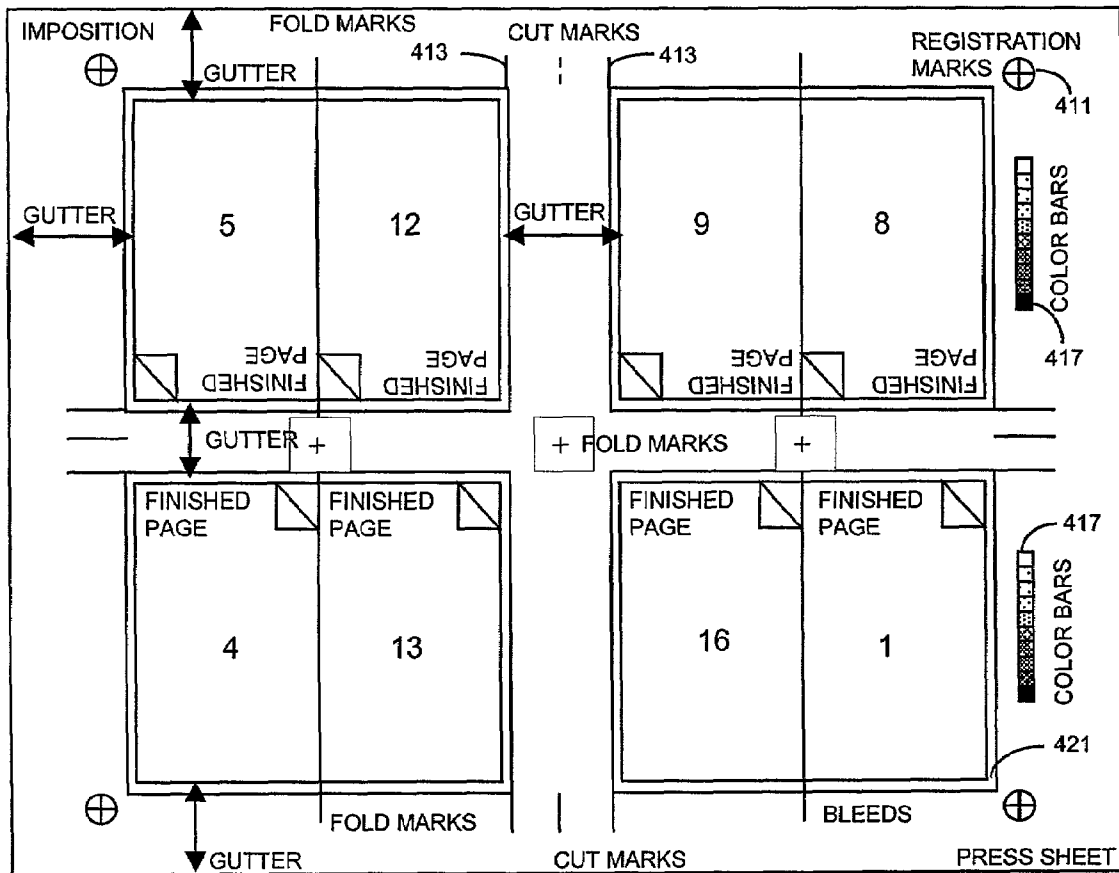 IMPOSITION
FOLD MARKS
CUT MARKS
413
413
REGISTRATION
MARKS
411
GUTTER
GUTTER
GUTTER
5
12
9
8
COLOR BARS
417
FINISHED
PAGE
FINISHED
PAGE
FINISHED
PAGE
FINISHED
PAGE
GUTTER
FOLD MARKS
FINISHED
PAGE
FINISHED
PAGE
FINISHED
PAGE
FINISHED
PAGE
417
4
13
16
1
COLOR BARS
421
FOLD MARKS
BLEEDS
GUTTER
CUT MARKS
PRESS SHEET